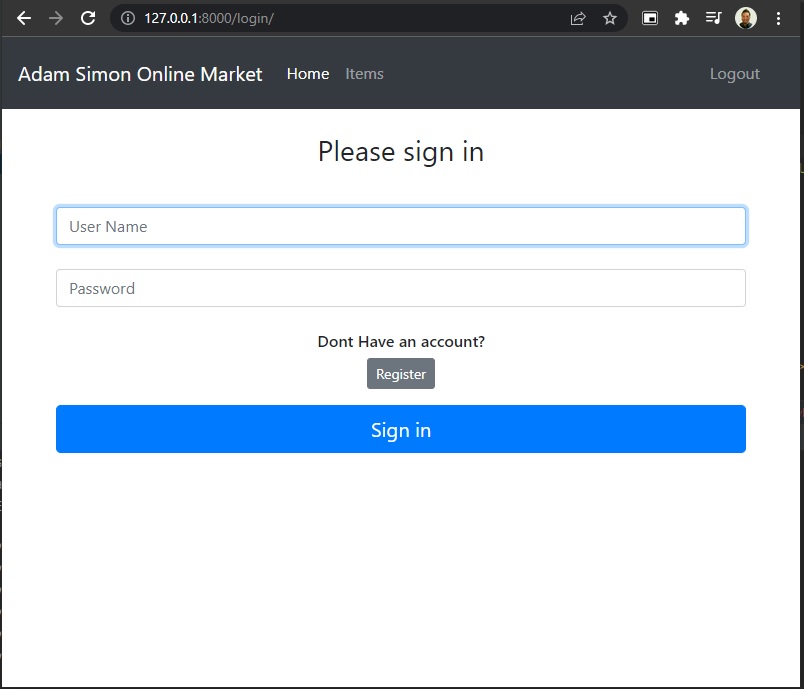 127.0.0.1:8000/login/
Adam Simon Online Market Home Items Logout
Please sign in
User Name
Password
Dont Have an account?
Register
Sign in